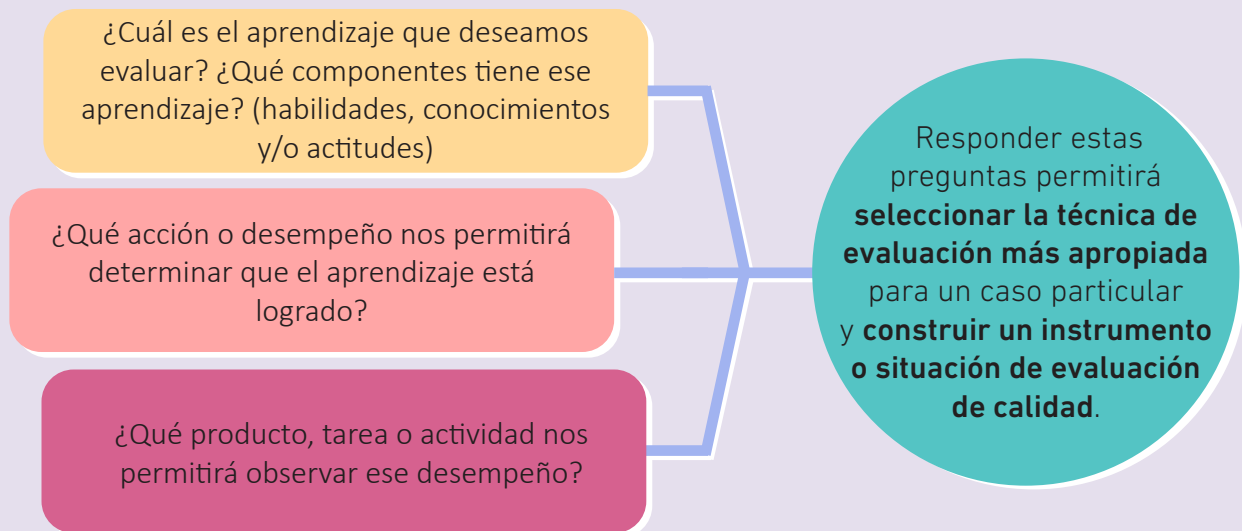 ¿Cuál es el aprendizaje que deseamos
evaluar? ¿Qué componentes tiene ese
aprendizaje? (habilidades, conocimientos
y/o actitudes)
¿Qué acción o desempeño nos permitirá
determinar que el aprendizaje está
logrado?
¿Qué producto, tarea o actividad nos
permitirá observar ese desempeño?
Responder estas
preguntas permitirá
seleccionar la técnica de
evaluación más apropiada
para un caso particular
y construir un instrumento
o situación de evaluación
de calidad.